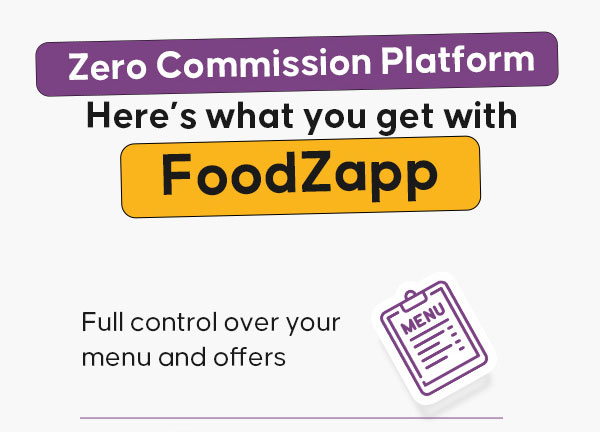 Zero Commission Platform
Here's what you get with
FoodZapp
Full control over your
menu and offers
MENU